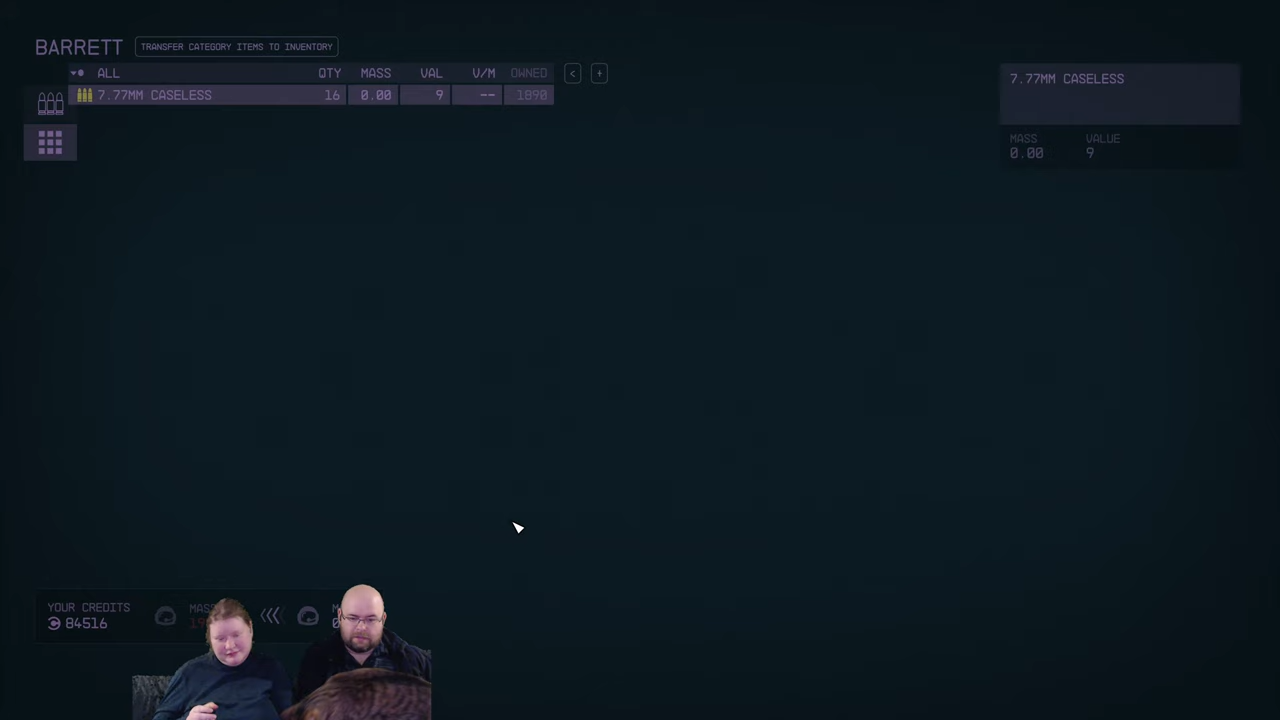 BARRETT
TRANSFER CATEGORY ITEMS TO INVENTORY
ALL QTY MASS VAL V/M OWNED
7.77MM CASELESS 16 0.00 9 -- 1890
< +
7.77MM CASELESS
MASS VALUE
0.00 9
YOUR CREDITS
84516
MAS